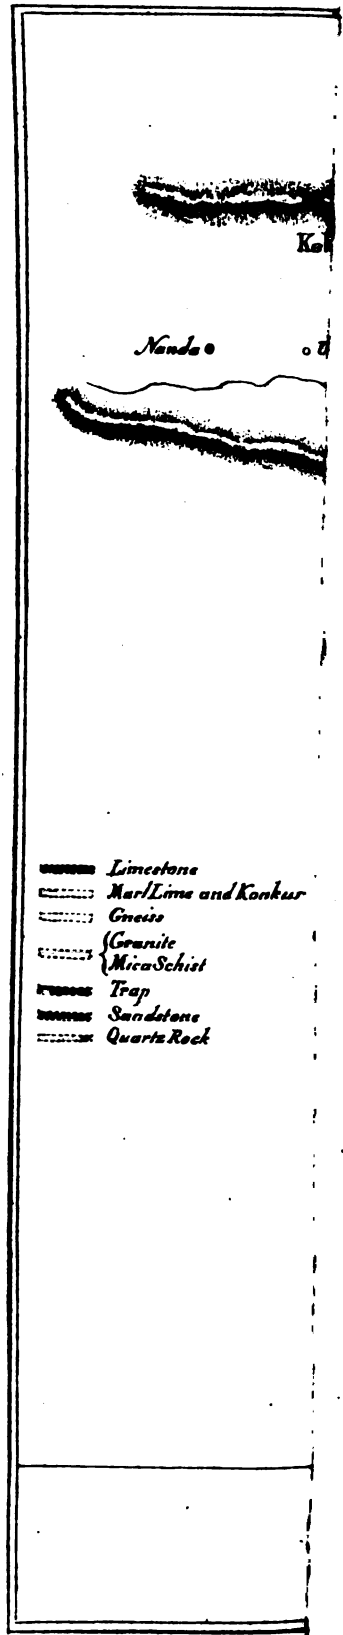 Nanda
Limestone
Marl Lime and Konkur
Gneiss
Granite
Mica Schist
Trap
Sandstone
Quartz Rock